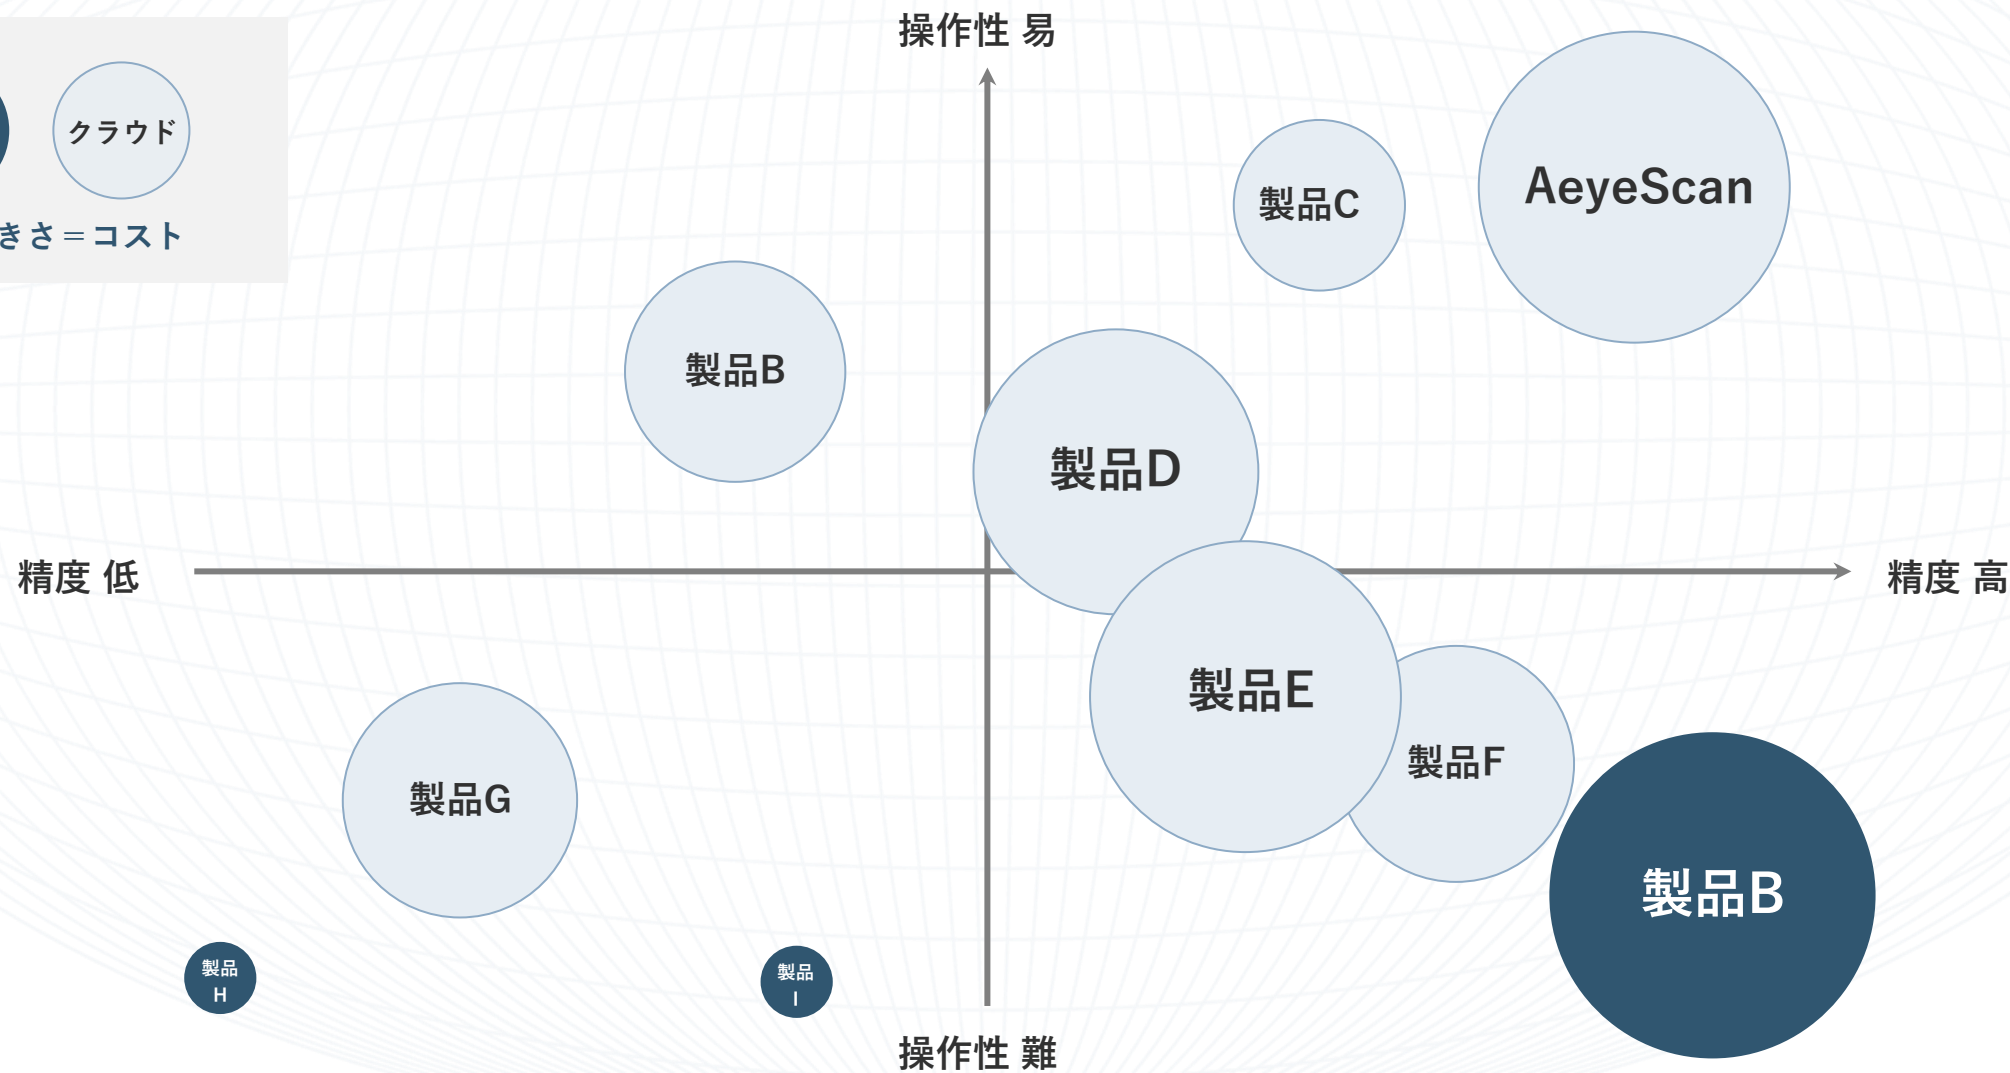 操作性 易
クラウド
きさ＝コスト
製品C
AeyeScan
製品B
製品D
精度 低
精度 高
製品E
製品F
製品G
製品B
製品
H
製品
I
操作性 難